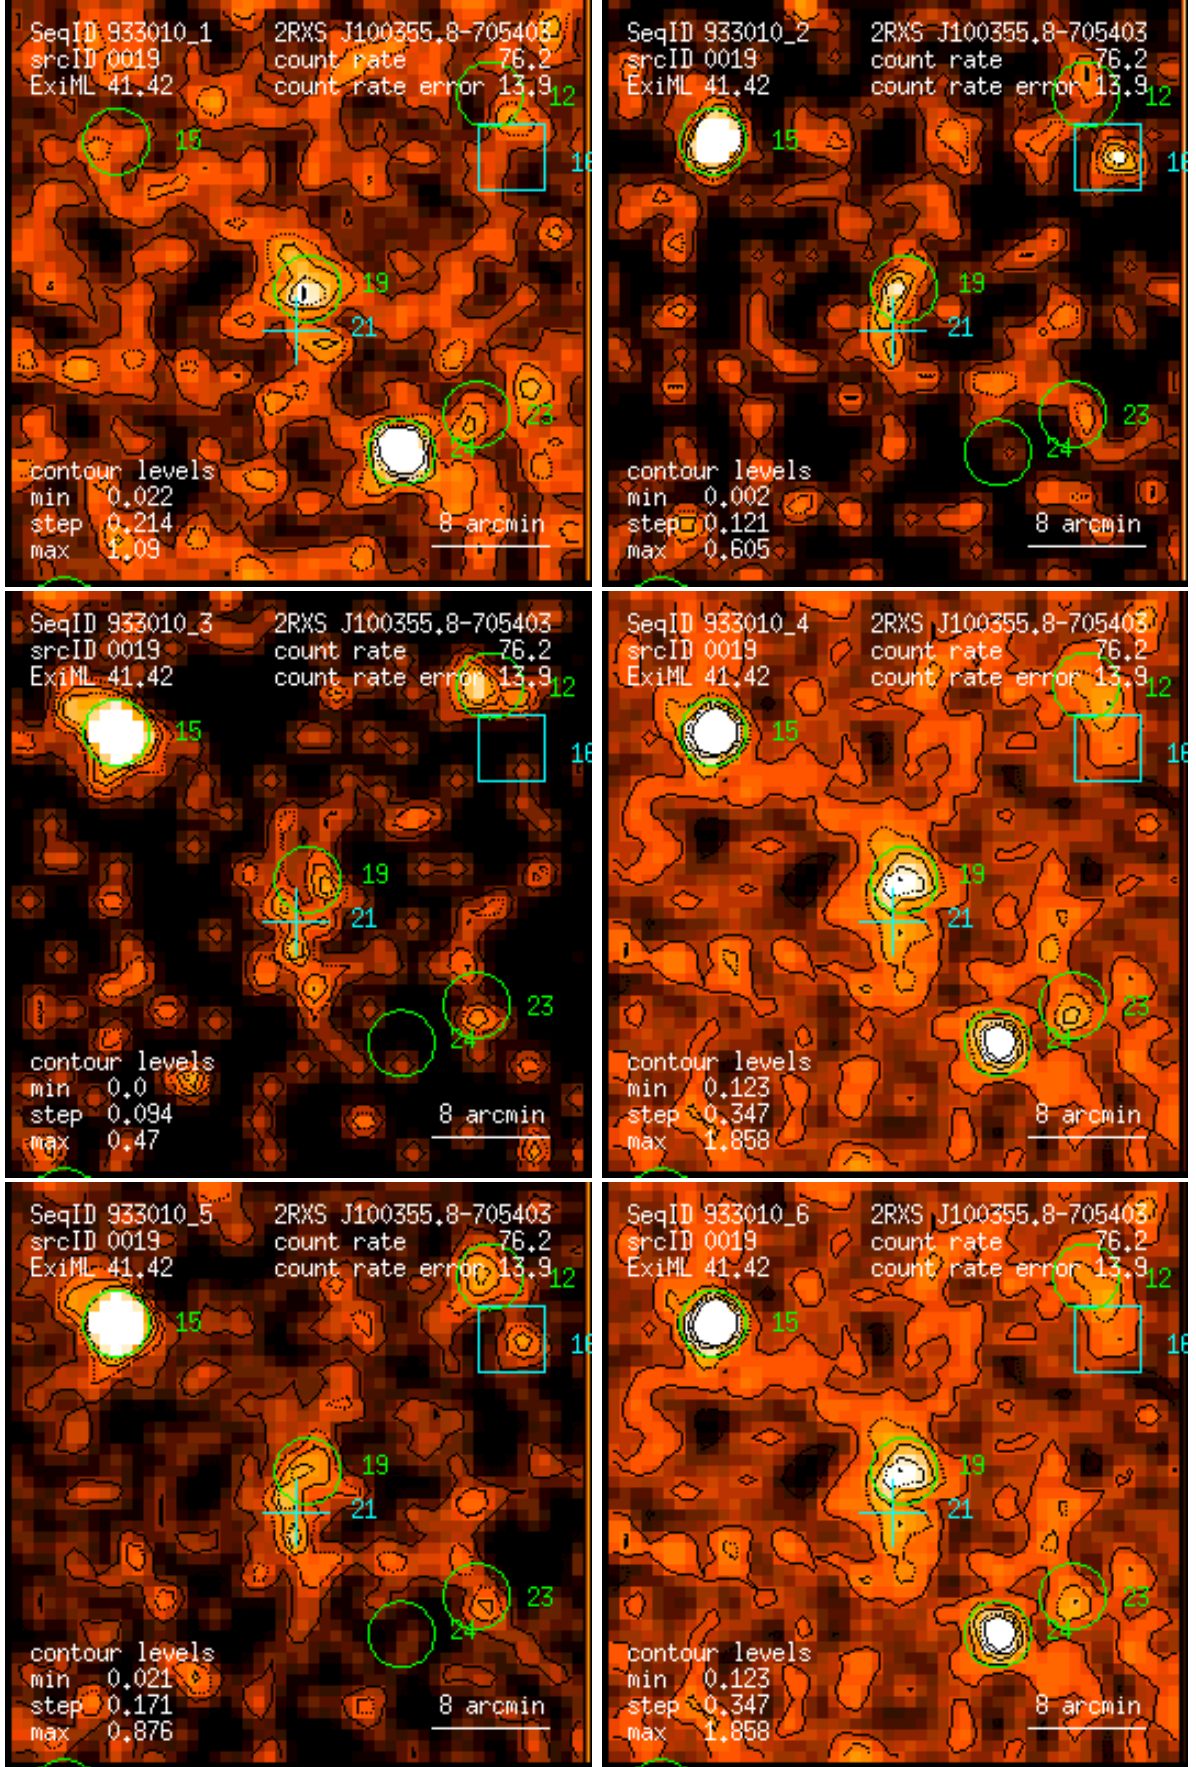 SeqID 933010_1 2RXS J100355.8-705403
srcID 0019 count rate 76.2
ExiML 41.42 count rate error 13.9
12
15
16
19
21
23
24
contour levels
min 0.022
step 0.214
max 1.09
8 arcmin
SeqID 933010_2 2RXS J100355.8-705403
srcID 0019 count rate 76.2
ExiML 41.42 count rate error 13.9
12
15
16
19
21
23
24
contour levels
min 0.002
step 0.121
max 0.605
8 arcmin
SeqID 933010_3 2RXS J100355.8-705403
srcID 0019 count rate 76.2
ExiML 41.42 count rate error 13.9
12
15
16
19
21
23
24
contour levels
min 0.0
step 0.094
max 0.47
8 arcmin
SeqID 933010_4 2RXS J100355.8-705403
srcID 0019 count rate 76.2
ExiML 41.42 count rate error 13.9
12
15
16
19
21
23
24
contour levels
min 0.123
step 0.347
max 1.858
8 arcmin
SeqID 933010_5 2RXS J100355.8-705403
srcID 0019 count rate 76.2
ExiML 41.42 count rate error 13.9
12
15
16
19
21
23
24
contour levels
min 0.021
step 0.171
max 0.876
8 arcmin
SeqID 933010_6 2RXS J100355.8-705403
srcID 0019 count rate 76.2
ExiML 41.42 count rate error 13.9
12
15
16
19
21
23
24
contour levels
min 0.123
step 0.347
max 1.858
8 arcmin